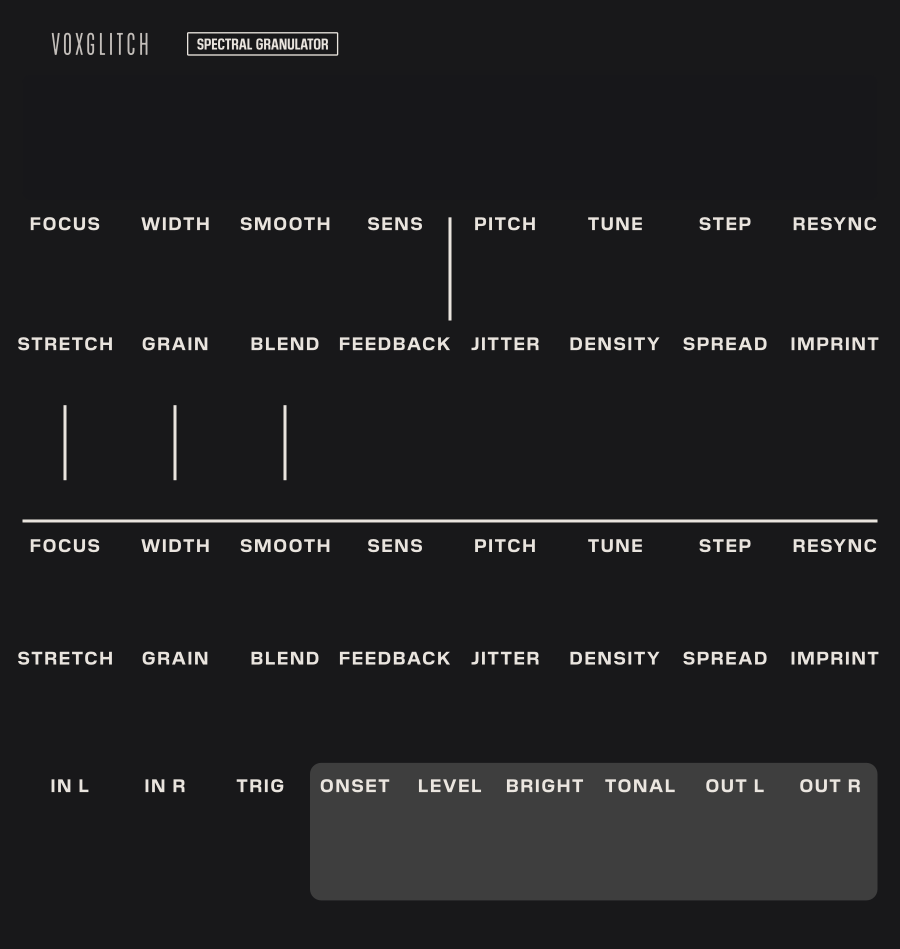 VOXGLITCH SPECTRAL GRANULATOR
FOCUS WIDTH SMOOTH SENS PITCH TUNE STEP RESYNC
STRETCH GRAIN BLEND FEEDBACK JITTER DENSITY SPREAD IMPRINT
FOCUS WIDTH SMOOTH SENS PITCH TUNE STEP RESYNC
STRETCH GRAIN BLEND FEEDBACK JITTER DENSITY SPREAD IMPRINT
IN L IN R TRIG ONSET LEVEL BRIGHT TONAL OUT L OUT R